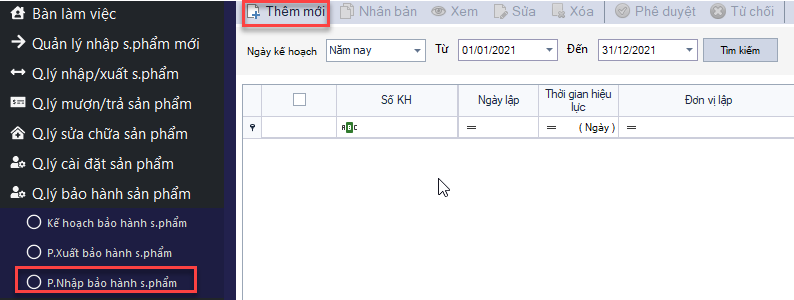 Bàn làm việc
Quản lý nhập s.phẩm mới
Q.lý nhập/xuất s.phẩm
Q.lý mượn/trả sản phẩm
Q.lý sửa chữa sản phẩm
Q.lý cài đặt sản phẩm
Q.lý bảo hành sản phẩm
Kế hoạch bảo hành s.phẩm
P.Xuất bảo hành s.phẩm
P.Nhập bảo hành s.phẩm
Thêm mới Nhân bản Xem Sửa Xóa Phê duyệt Từ chối
Ngày kế hoạch Năm nay Từ 01/01/2021 Đến 31/12/2021 Tìm kiếm
Số KH Ngày lập Thời gian hiệu lực Đơn vị lập
ABC = = ( Ngày ) =